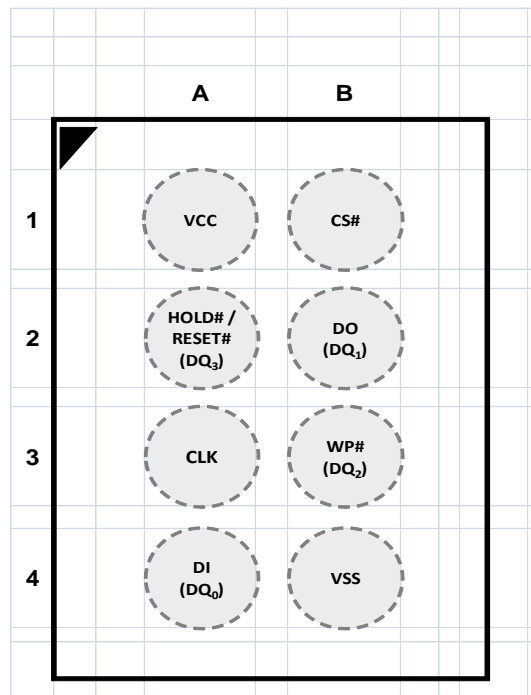 A B
1 VCC CS#
2 HOLD# /
RESET#
(DQ₃)
DO
(DQ₁)
3 CLK WP#
(DQ₂)
4 DI
(DQ₀)
VSS